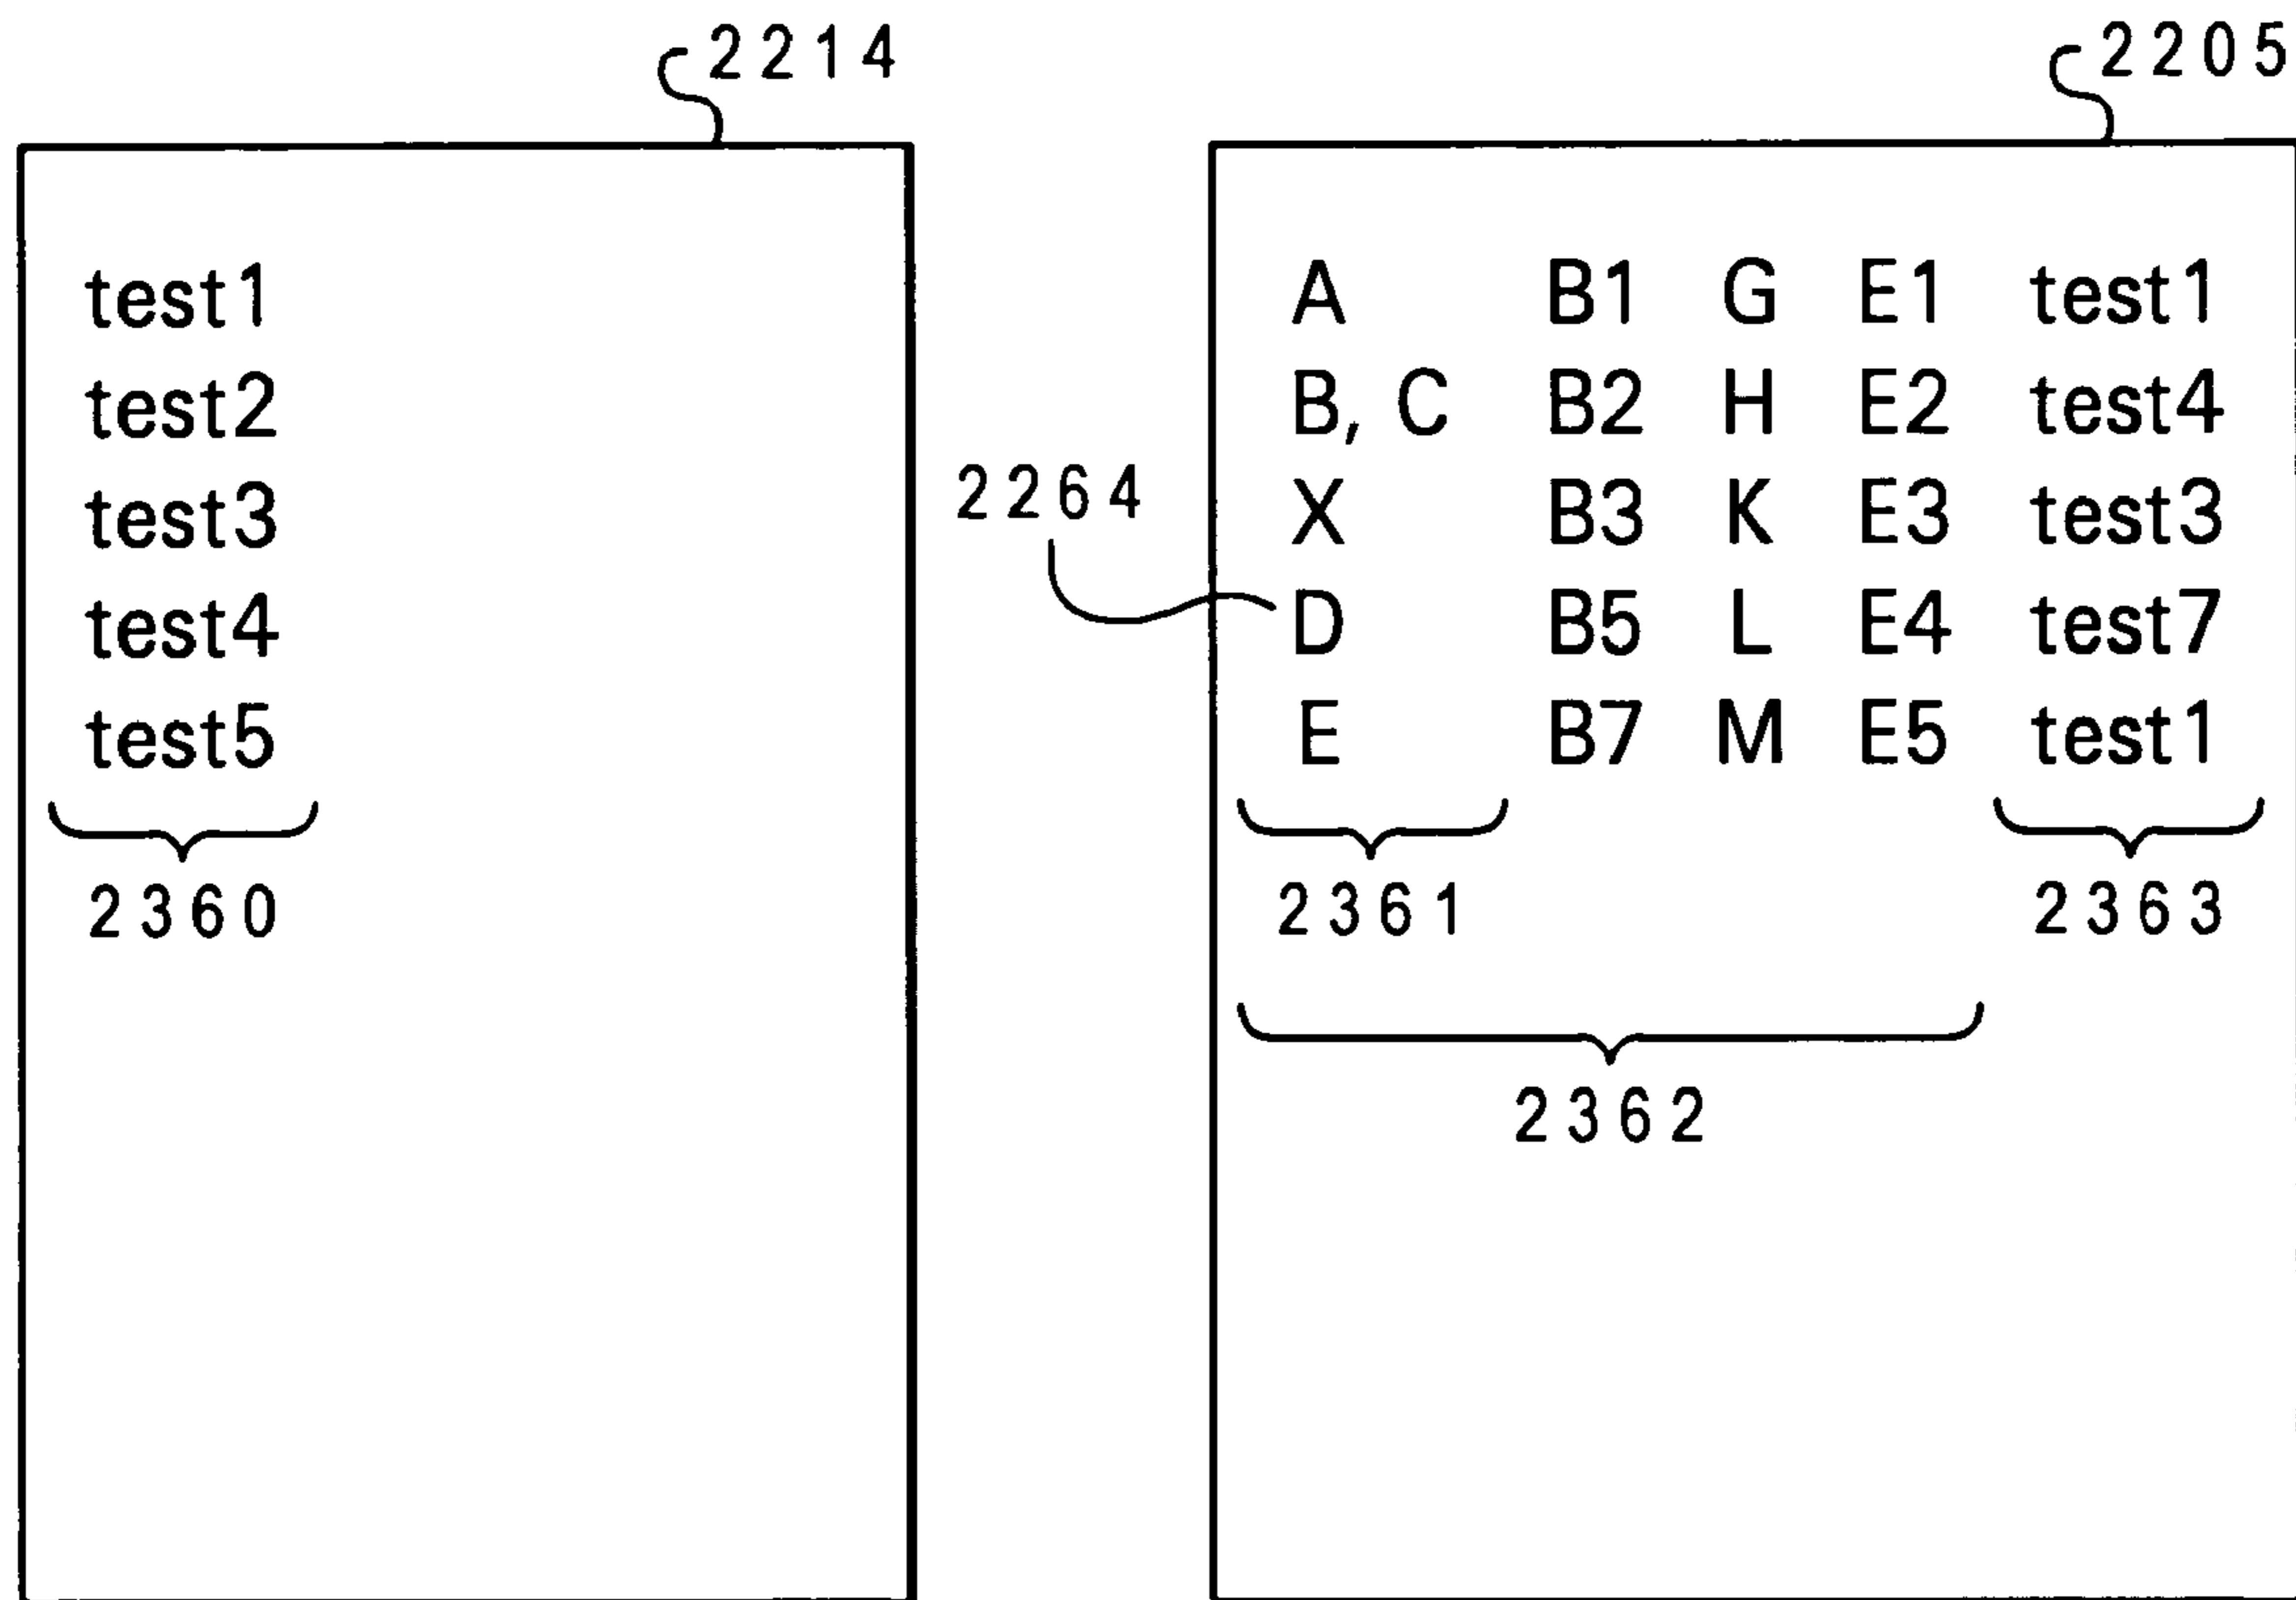 2214
test1
test2
test3
test4
test5
2360
2264
2205
A B1 G E1 test1
B, C B2 H E2 test4
X B3 K E3 test3
D B5 L E4 test7
E B7 M E5 test1
2361 2363
2362